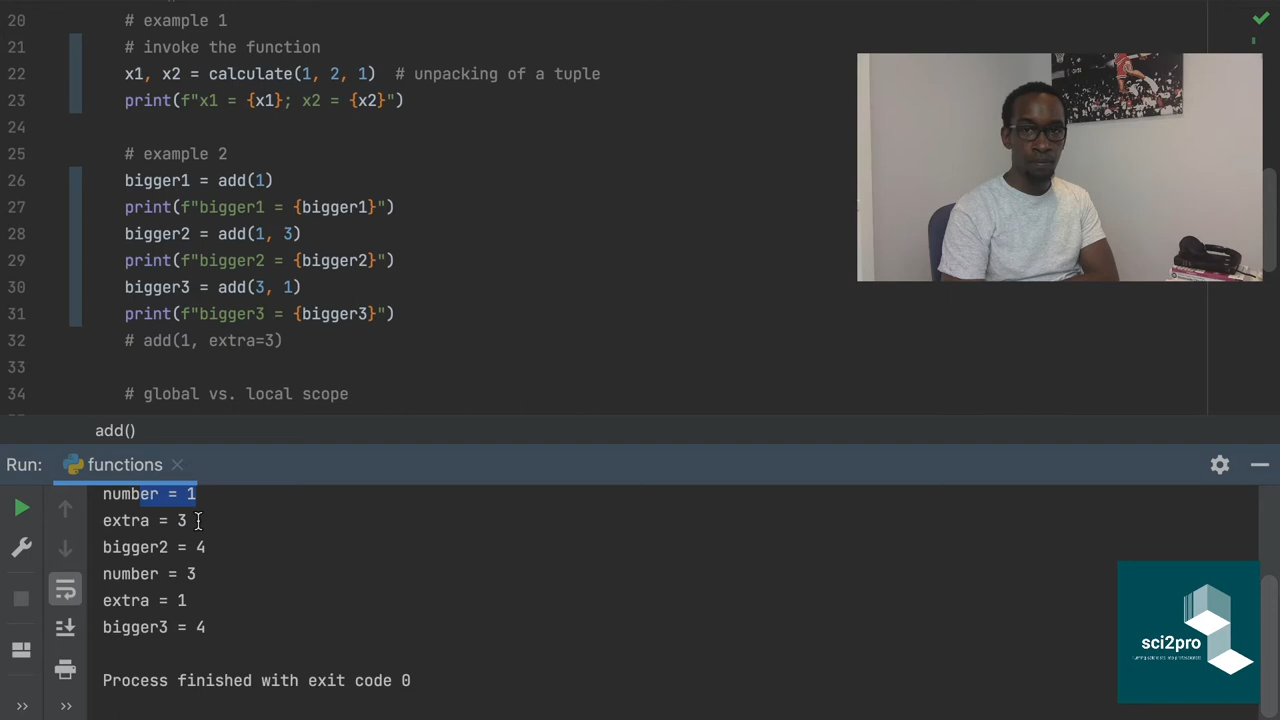 20 # example 1
21 # invoke the function
22 x1, x2 = calculate(1, 2, 1)  # unpacking of a tuple
23 print(f"x1 = {x1}; x2 = {x2}")
24
25 # example 2
26 bigger1 = add(1)
27 print(f"bigger1 = {bigger1}")
28 bigger2 = add(1, 3)
29 print(f"bigger2 = {bigger2}")
30 bigger3 = add(3, 1)
31 print(f"bigger3 = {bigger3}")
32 # add(1, extra=3)
33
34 # global vs. local scope
add()
Run: functions
number = 1
extra = 3
bigger2 = 4
number = 3
extra = 1
bigger3 = 4
Process finished with exit code 0
sci2pro